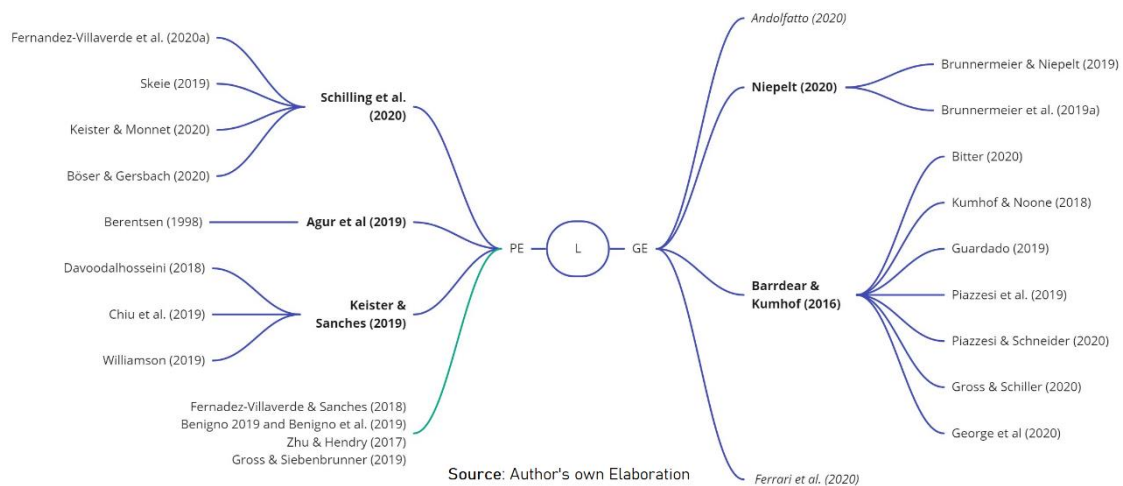 Fernandez-Villaverde et al. (2020a)
Skeie (2019)
Keister & Monnet (2020)
Böser & Gersbach (2020)
Schilling et al.
(2020)
Berentsen (1998)
Agur et al (2019)
Davoodalhosseini (2018)
Chiu et al. (2019)
Williamson (2019)
Keister &
Sanches (2019)
Fernadez-Villaverde & Sanches (2018)
Benigno 2019 and Benigno et al. (2019)
Zhu & Hendry (2017)
Gross & Siebenbrunner (2019)
PE
L
GE
Andolfatto (2020)
Niepelt (2020)
Brunnermeier & Niepelt (2019)
Brunnermeier et al. (2019a)
Barrdear &
Kumhof (2016)
Bitter (2020)
Kumhof & Noone (2018)
Guardado (2019)
Piazzesi et al. (2019)
Piazzesi & Schneider (2020)
Gross & Schiller (2020)
George et al (2020)
Ferrari et al. (2020)
Source: Author's own Elaboration